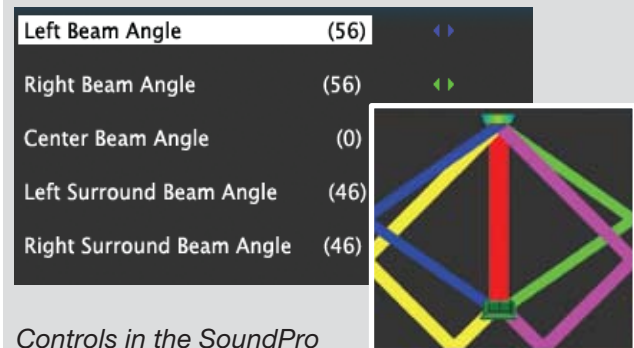 Left Beam Angle (56)
Right Beam Angle (56)
Center Beam Angle (0)
Left Surround Beam Angle (46)
Right Surround Beam Angle (46)
Controls in the SoundPro